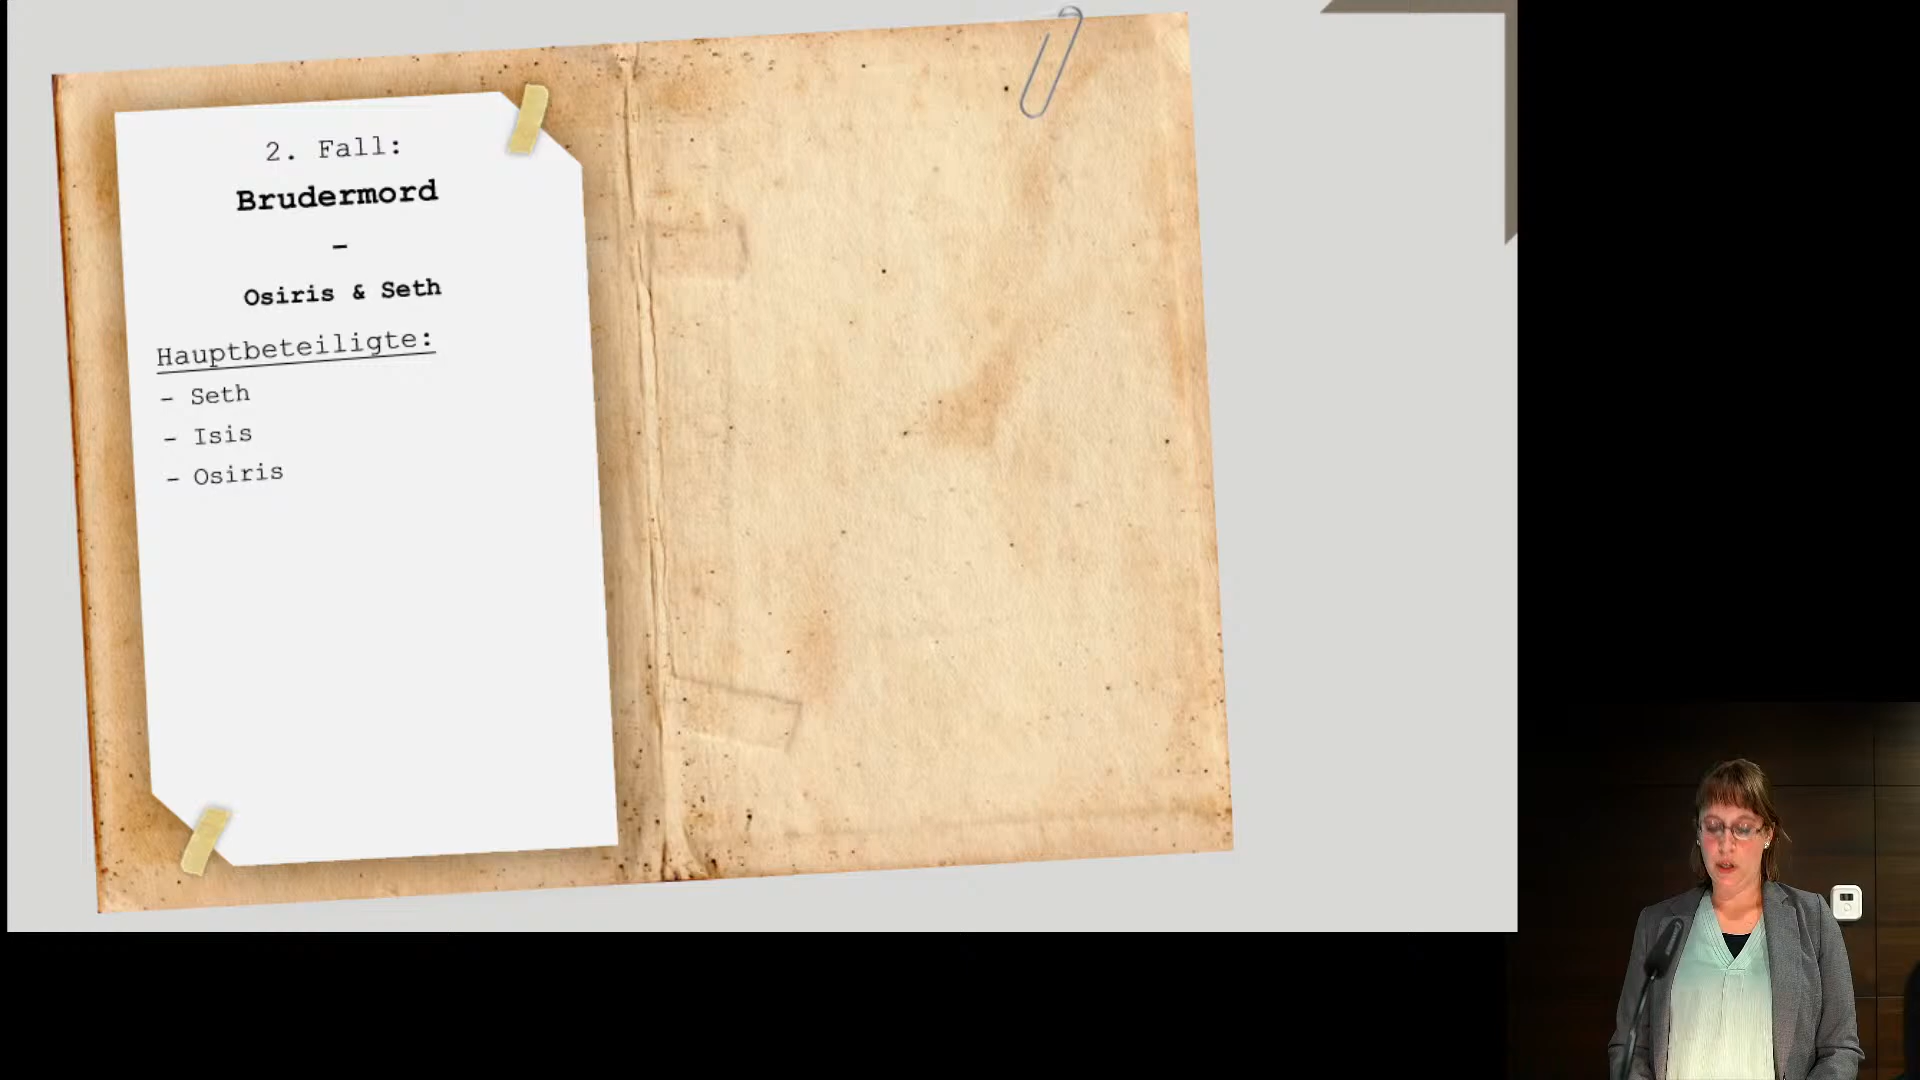 2. Fall:
Brudermord
–
Osiris & Seth
Hauptbeteiligte:
- Seth
- Isis
- Osiris